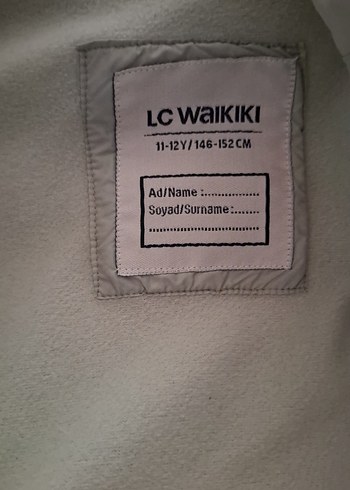 LC WAIKIKI
11-12Y/146-152CM
Ad/Name :..............
Soyad/Surname:.......
..............................